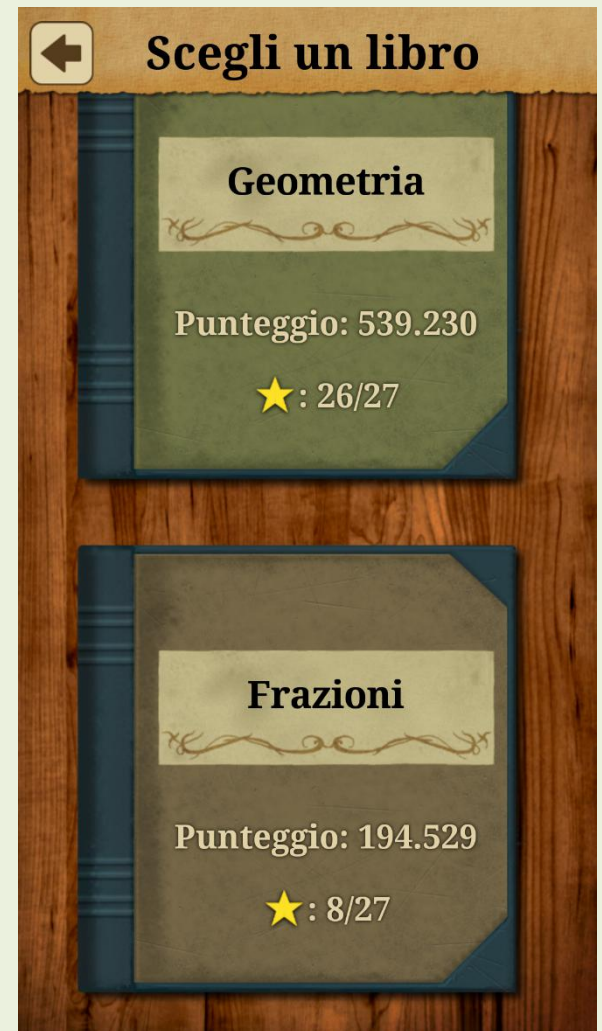 Scegli un libro
Geometria
Punteggio: 539.230
: 26/27
Frazioni
Punteggio: 194.529
: 8/27